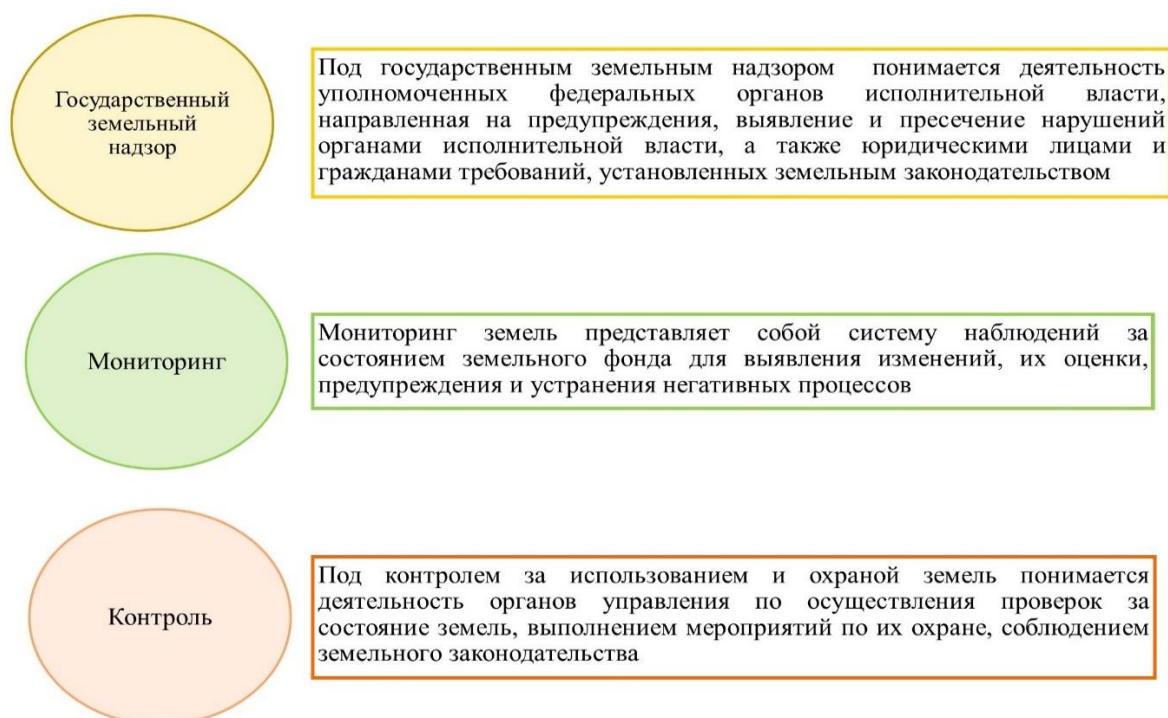 Государственный
земельный
надзор
Под государственным земельным надзором понимается деятельность
уполномоченных федеральных органов исполнительной власти,
направленная на предупреждения, выявление и пресечение нарушений
органами исполнительной власти, а также юридическими лицами и
гражданами требований, установленных земельным законодательством
Мониторинг
Мониторинг земель представляет собой систему наблюдений за
состоянием земельного фонда для выявления изменений, их оценки,
предупреждения и устранения негативных процессов
Контроль
Под контролем за использованием и охраной земель понимается
деятельность органов управления по осуществления проверок за
состояние земель, выполнением мероприятий по их охране, соблюдением
земельного законодательства